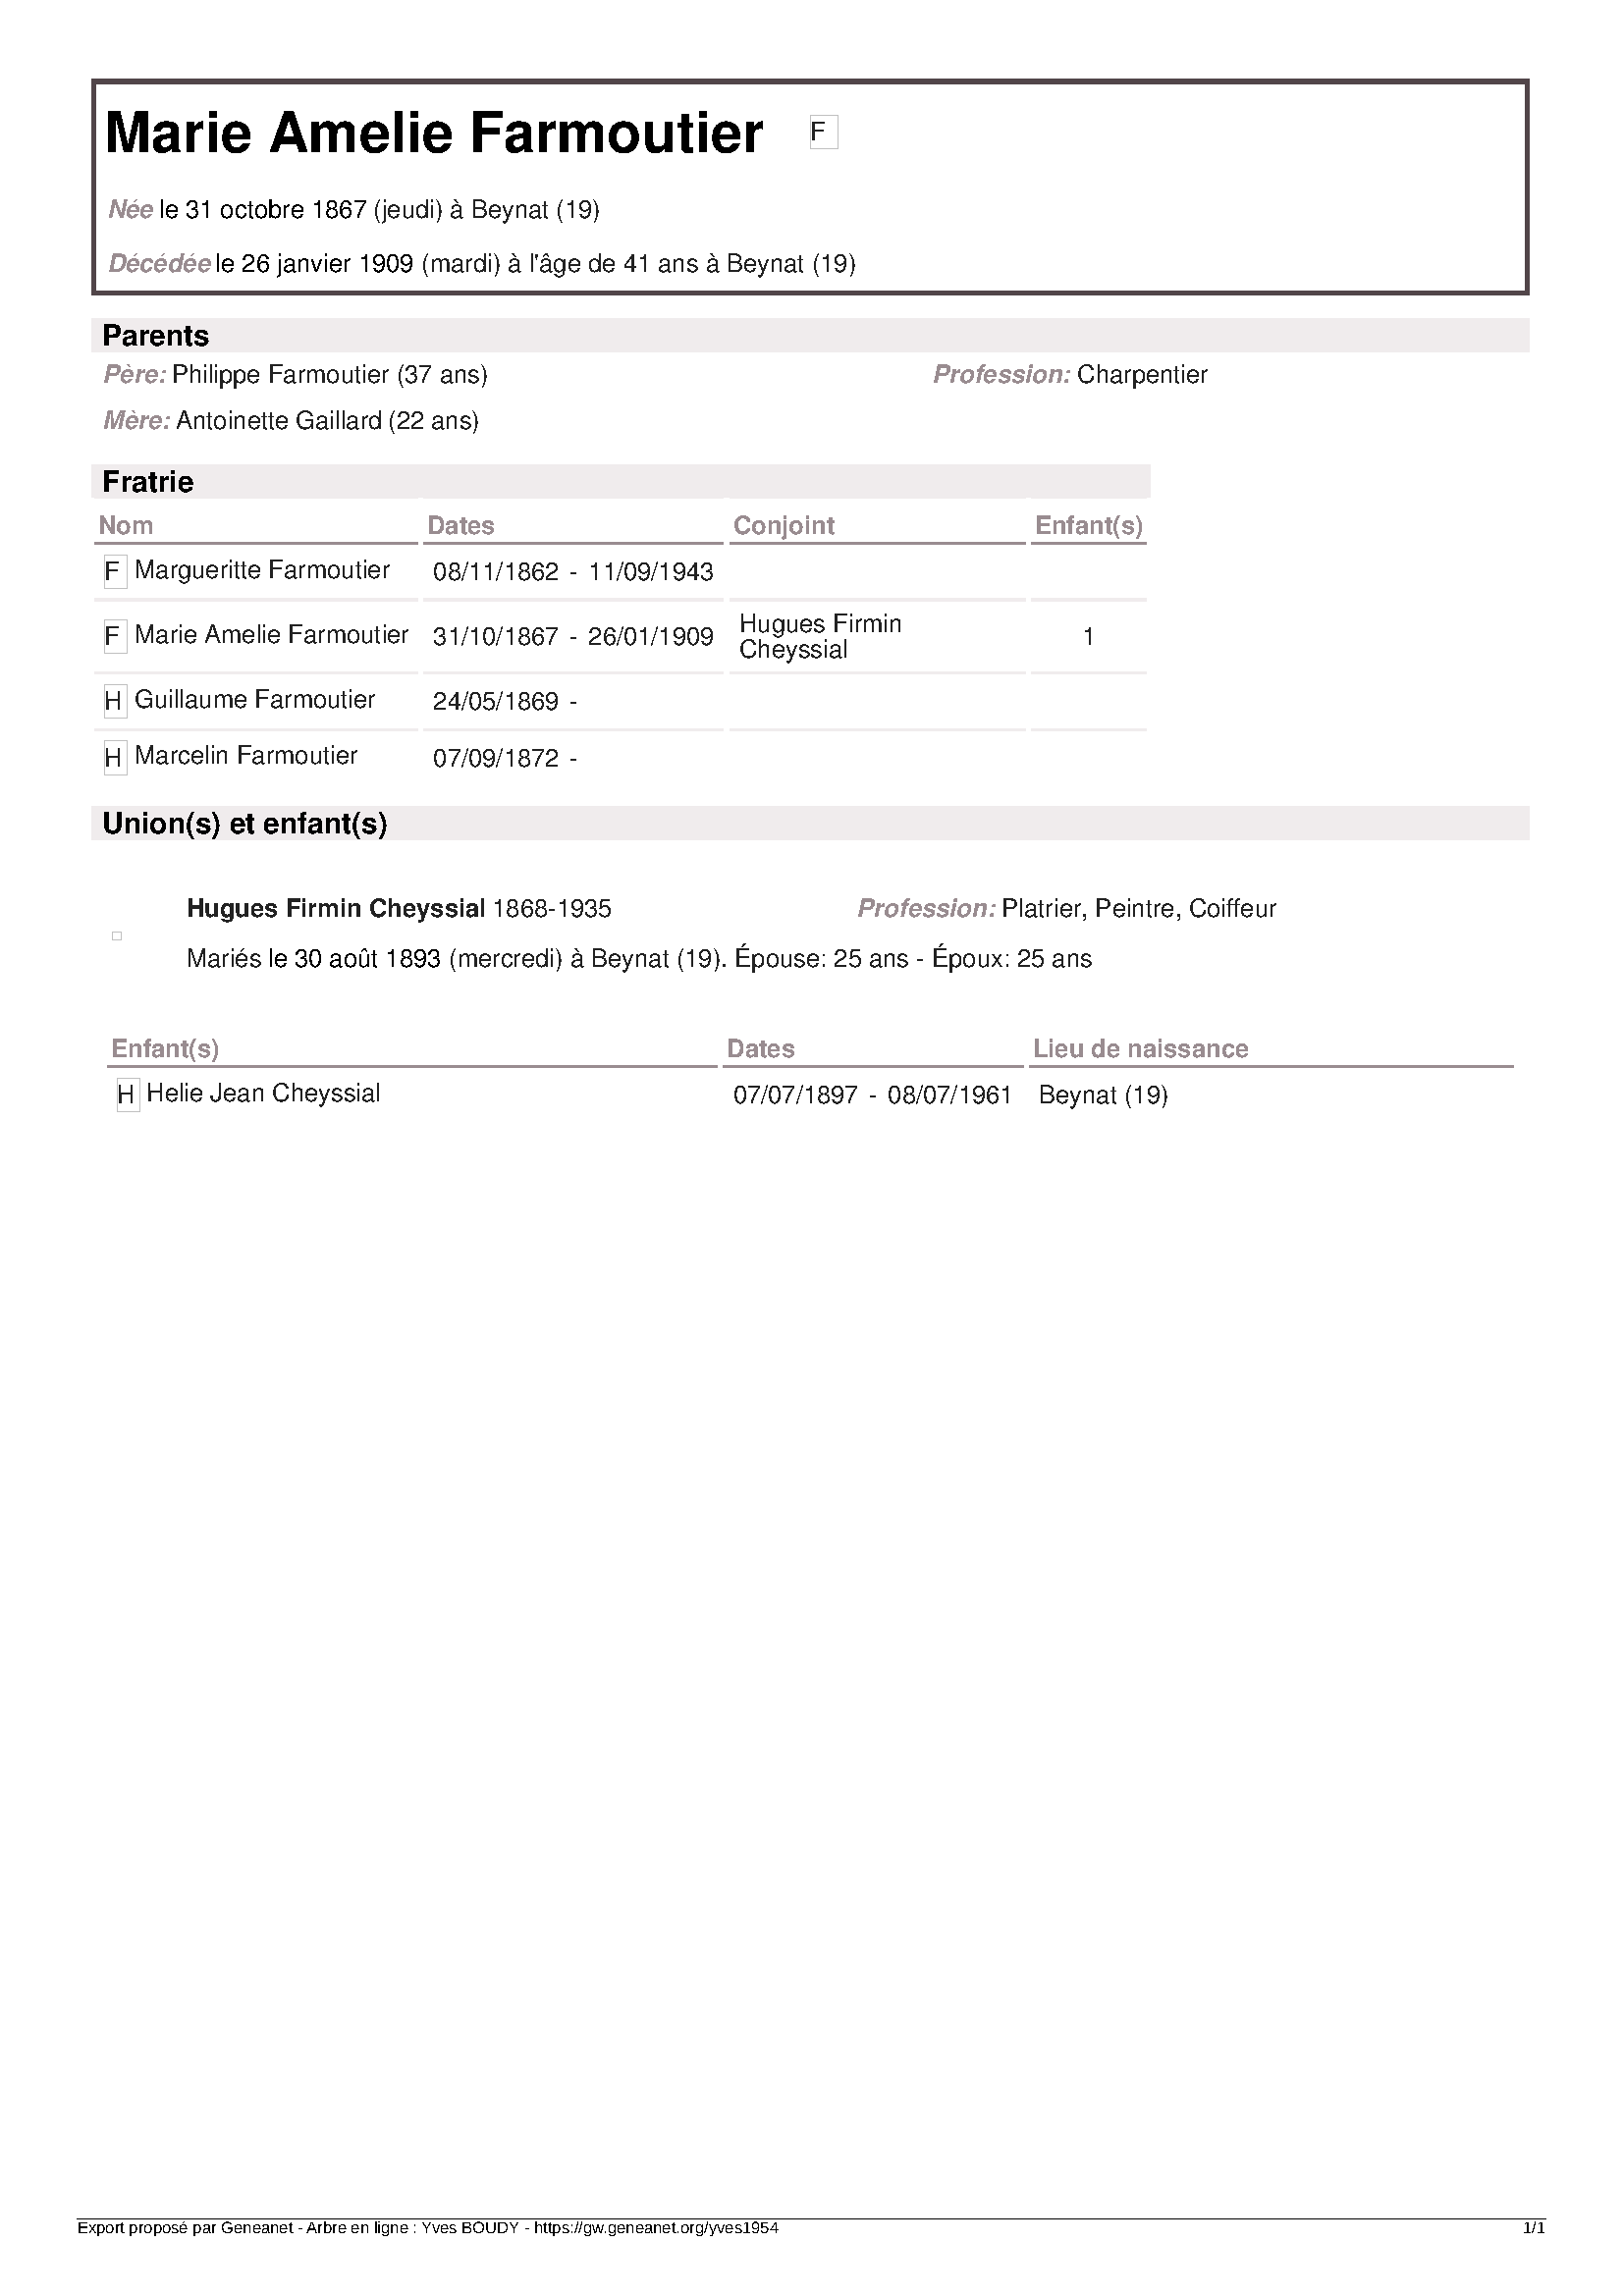 Marie Amelie Farmoutier F
Née le 31 octobre 1867 (jeudi) à Beynat (19)
Décédée le 26 janvier 1909 (mardi) à l'âge de 41 ans à Beynat (19)
Parents
Père: Philippe Farmoutier (37 ans) Profession: Charpentier
Mère: Antoinette Gaillard (22 ans)
Fratrie
Nom Dates Conjoint Enfant(s)
F Margueritte Farmoutier 08/11/1862 - 11/09/1943
F Marie Amelie Farmoutier 31/10/1867 - 26/01/1909 Hugues Firmin
Cheyssial 1
H Guillaume Farmoutier 24/05/1869 -
H Marcelin Farmoutier 07/09/1872 -
Union(s) et enfant(s)
Hugues Firmin Cheyssial 1868-1935 Profession: Platrier, Peintre, Coiffeur
Mariés le 30 août 1893 (mercredi) à Beynat (19). Épouse: 25 ans - Époux: 25 ans
Enfant(s) Dates Lieu de naissance
H Helie Jean Cheyssial 07/07/1897 - 08/07/1961 Beynat (19)
Export proposé par Geneanet - Arbre en ligne : Yves BOUDY - https://gw.geneanet.org/yves1954 1/1